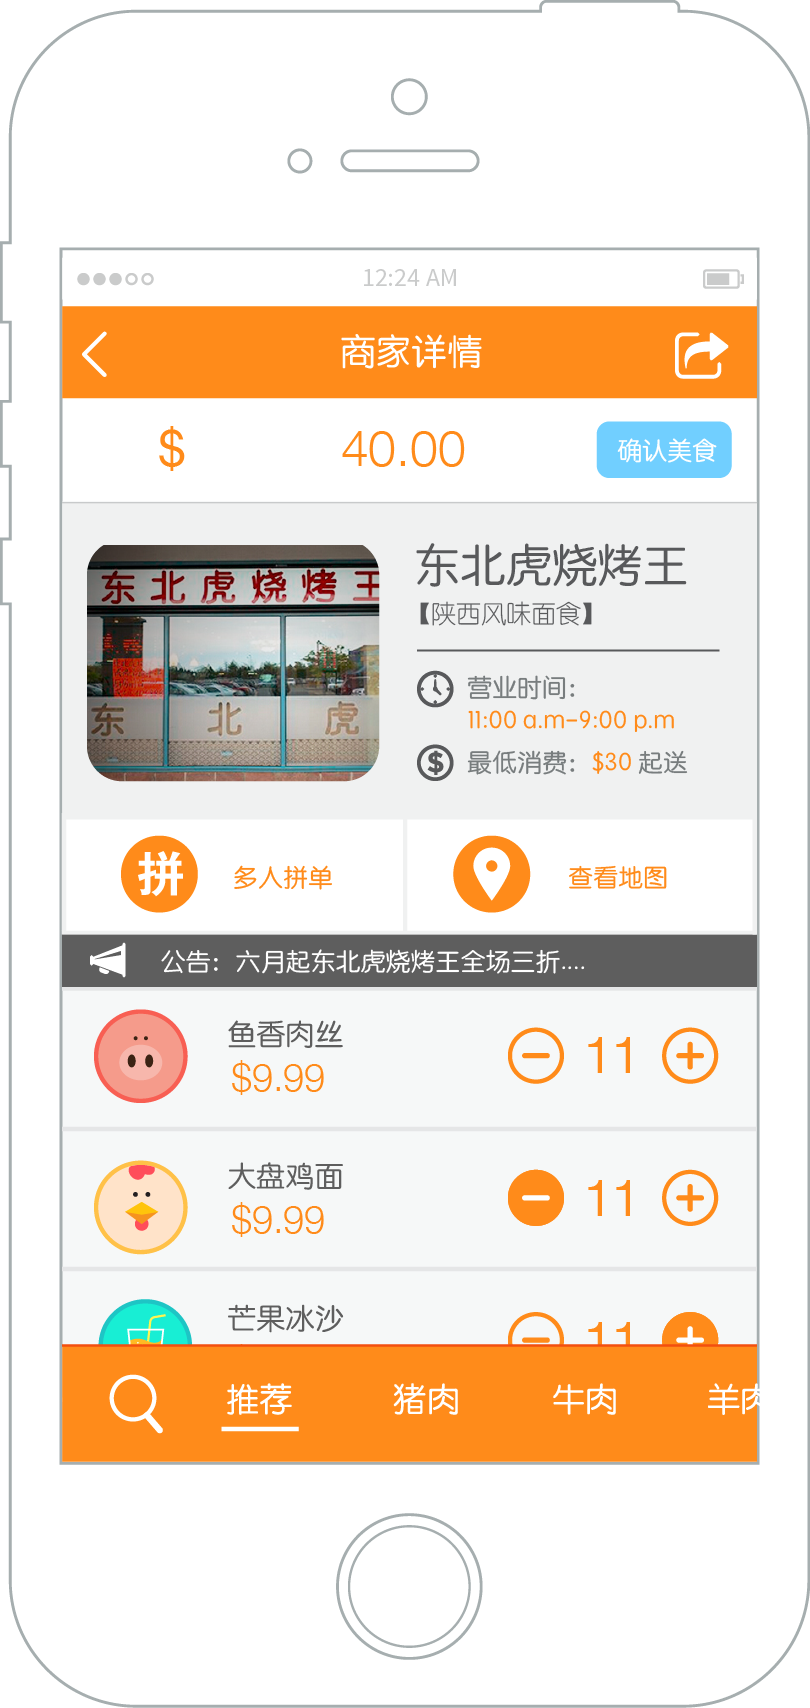 12:24 AM
商家详情
$ 40.00 确认美食
东北虎烧烤王
东 北 虎
东北虎烧烤王
【陕西风味面食】
营业时间：
11:00 a.m-9:00 p.m
最低消费：$30 起送
拼 多人拼单 查看地图
公告：六月起东北虎烧烤王全场三折....
鱼香肉丝
$9.99
11
大盘鸡面
$9.99
11
芒果冰沙
11
推荐 猪肉 牛肉 羊肉